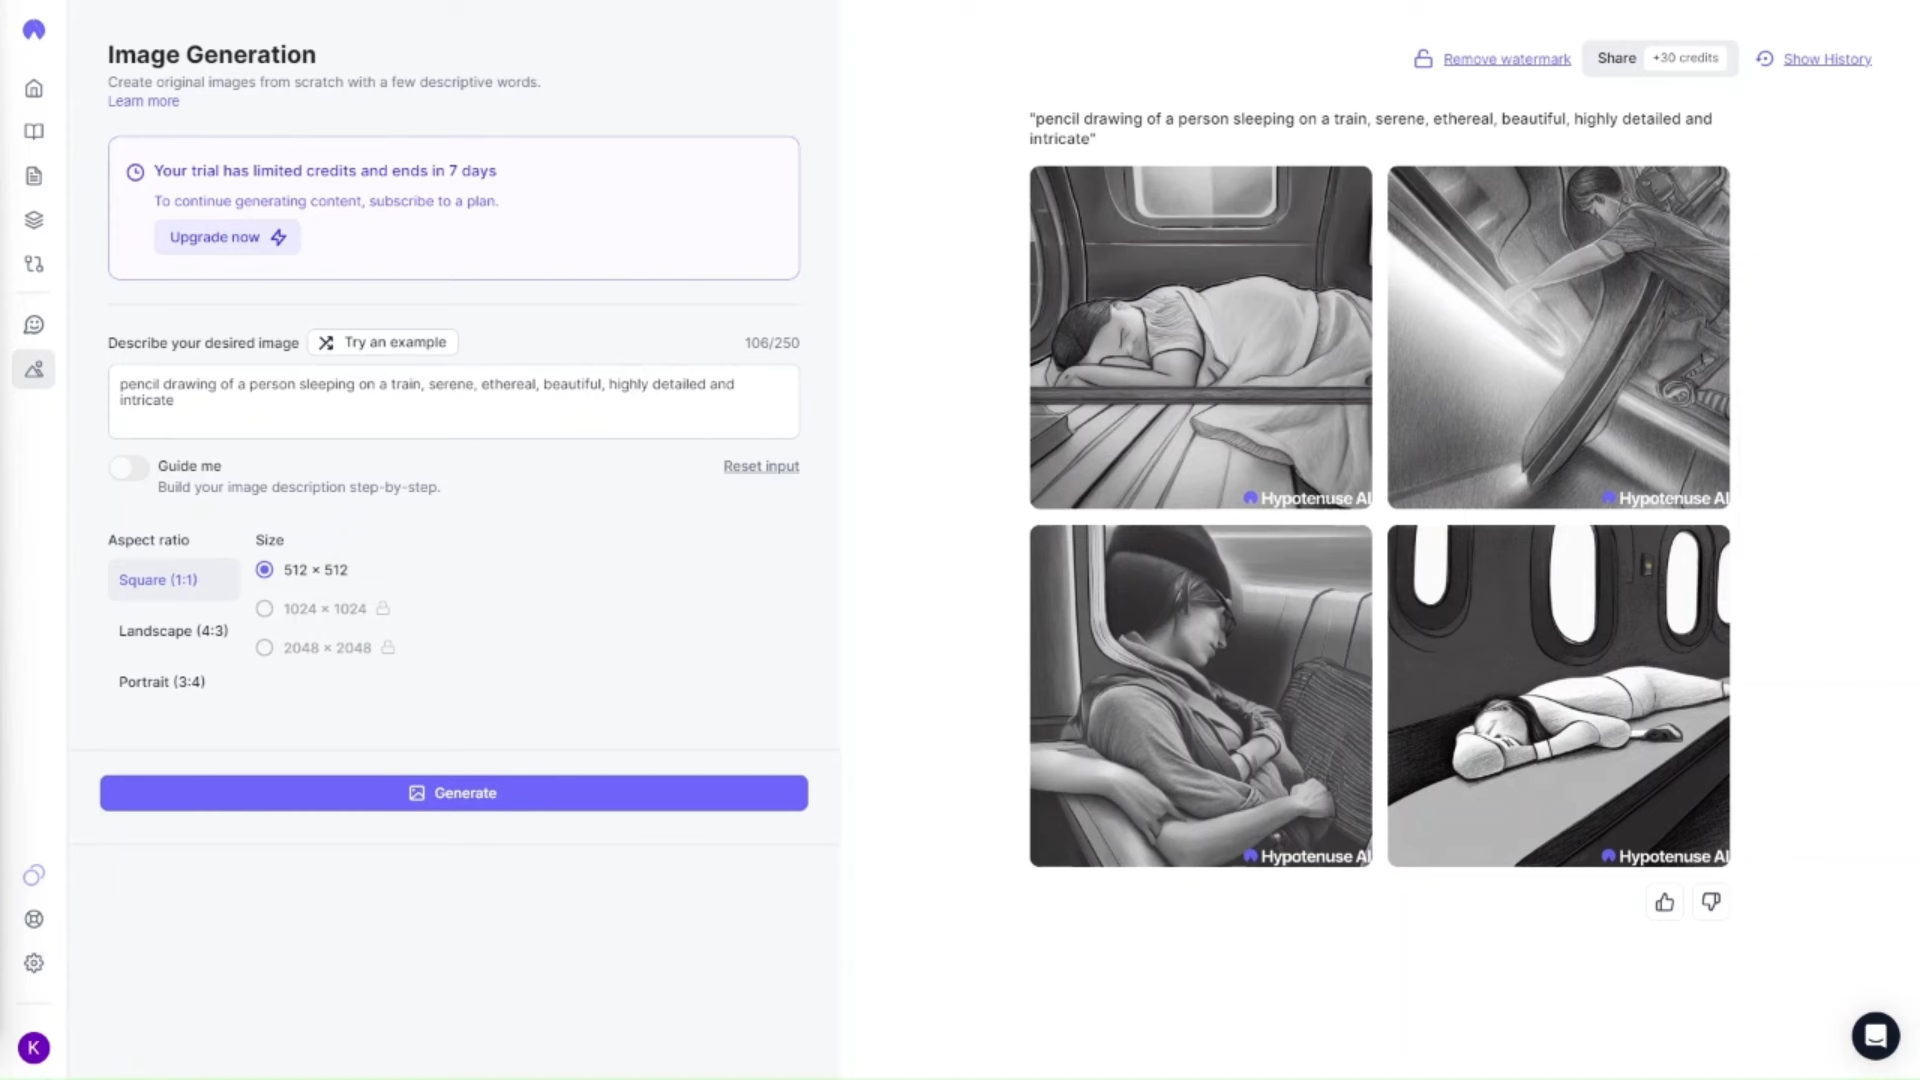 Image Generation
Create original images from scratch with a few descriptive words.
Learn more
Your trial has limited credits and ends in 7 days
To continue generating content, subscribe to a plan.
Upgrade now
Describe your desired image
Try an example
106/250
pencil drawing of a person sleeping on a train, serene, ethereal, beautiful, highly detailed and
intricate
Guide me
Reset input
Build your image description step-by-step.
Aspect ratio
Size
Square (1:1)
512 × 512
1024 × 1024
Landscape (4:3)
2048 × 2048
Portrait (3:4)
Generate
K
Remove watermark
Share
+30 credits
Show History
"pencil drawing of a person sleeping on a train, serene, ethereal, beautiful, highly detailed and
intricate"
Hypotenuse AI
Hypotenuse AI
Hypotenuse AI
Hypotenuse AI